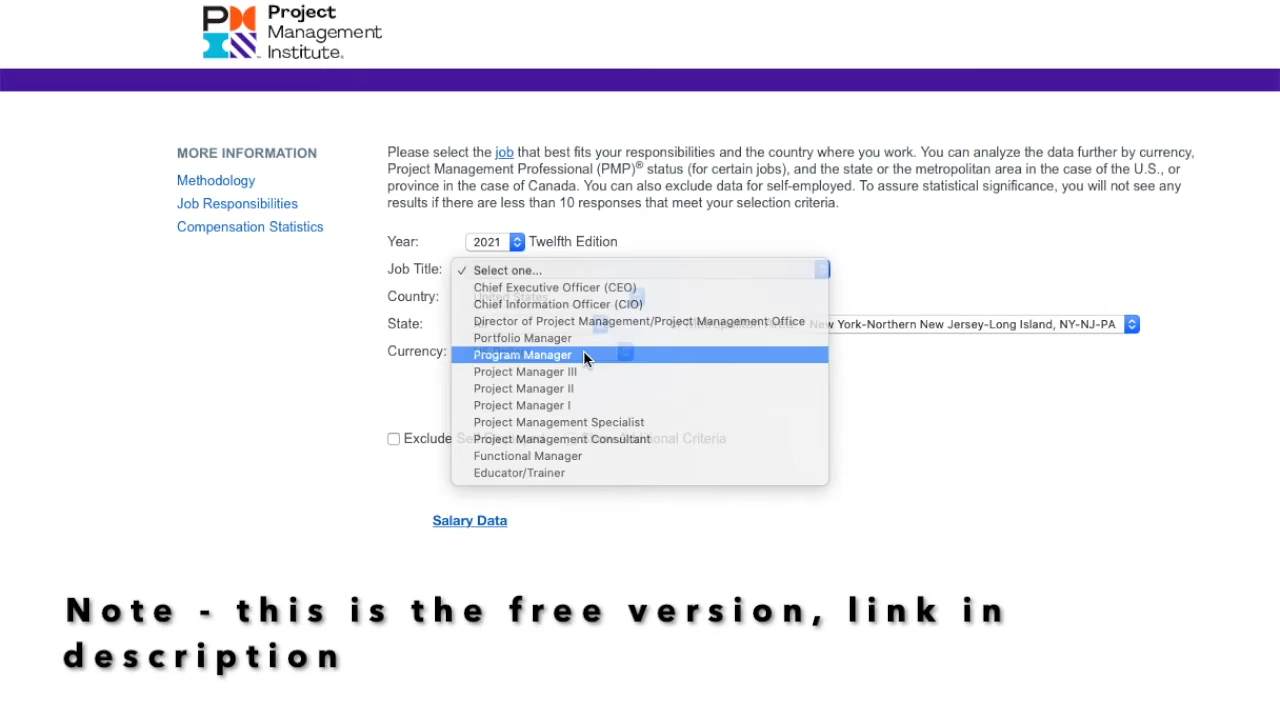 Project
Management
Institute.
MORE INFORMATION
Methodology
Job Responsibilities
Compensation Statistics
Please select the job that best fits your responsibilities and the country where you work. You can analyze the data further by currency,
Project Management Professional (PMP)® status (for certain jobs), and the state or the metropolitan area in the case of the U.S., or
province in the case of Canada. You can also exclude data for self-employed. To assure statistical significance, you will not see any
results if there are less than 10 responses that meet your selection criteria.
Year: 2021 Twelfth Edition
Job Title: ✓ Select one...
Chief Executive Officer (CEO)
Country: United States
Chief Information Officer (CIO)
Director of Project Management/Project Management Office
State: New York-Northern New Jersey-Long Island, NY-NJ-PA
Portfolio Manager
Currency:
Program Manager
Project Manager III
Project Manager II
Project Manager I
Project Management Specialist
Exclude
Project Management Consultant
Functional Manager
Educator/Trainer
Salary Data
Note - this is the free version, link in
description